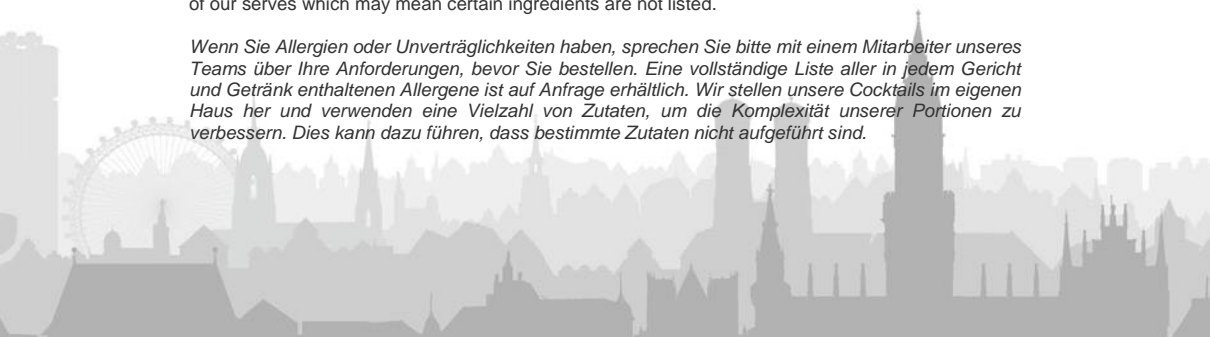 of our serves which may mean certain ingredients are not listed.
Wenn Sie Allergien oder Unverträglichkeiten haben, sprechen Sie bitte mit einem Mitarbeiter unseres
Teams über Ihre Anforderungen, bevor Sie bestellen. Eine vollständige Liste aller in jedem Gericht
und Getränk enthaltenen Allergene ist auf Anfrage erhältlich. Wir stellen unsere Cocktails im eigenen
Haus her und verwenden eine Vielzahl von Zutaten, um die Komplexität unserer Portionen zu
verbessern. Dies kann dazu führen, dass bestimmte Zutaten nicht aufgeführt sind.